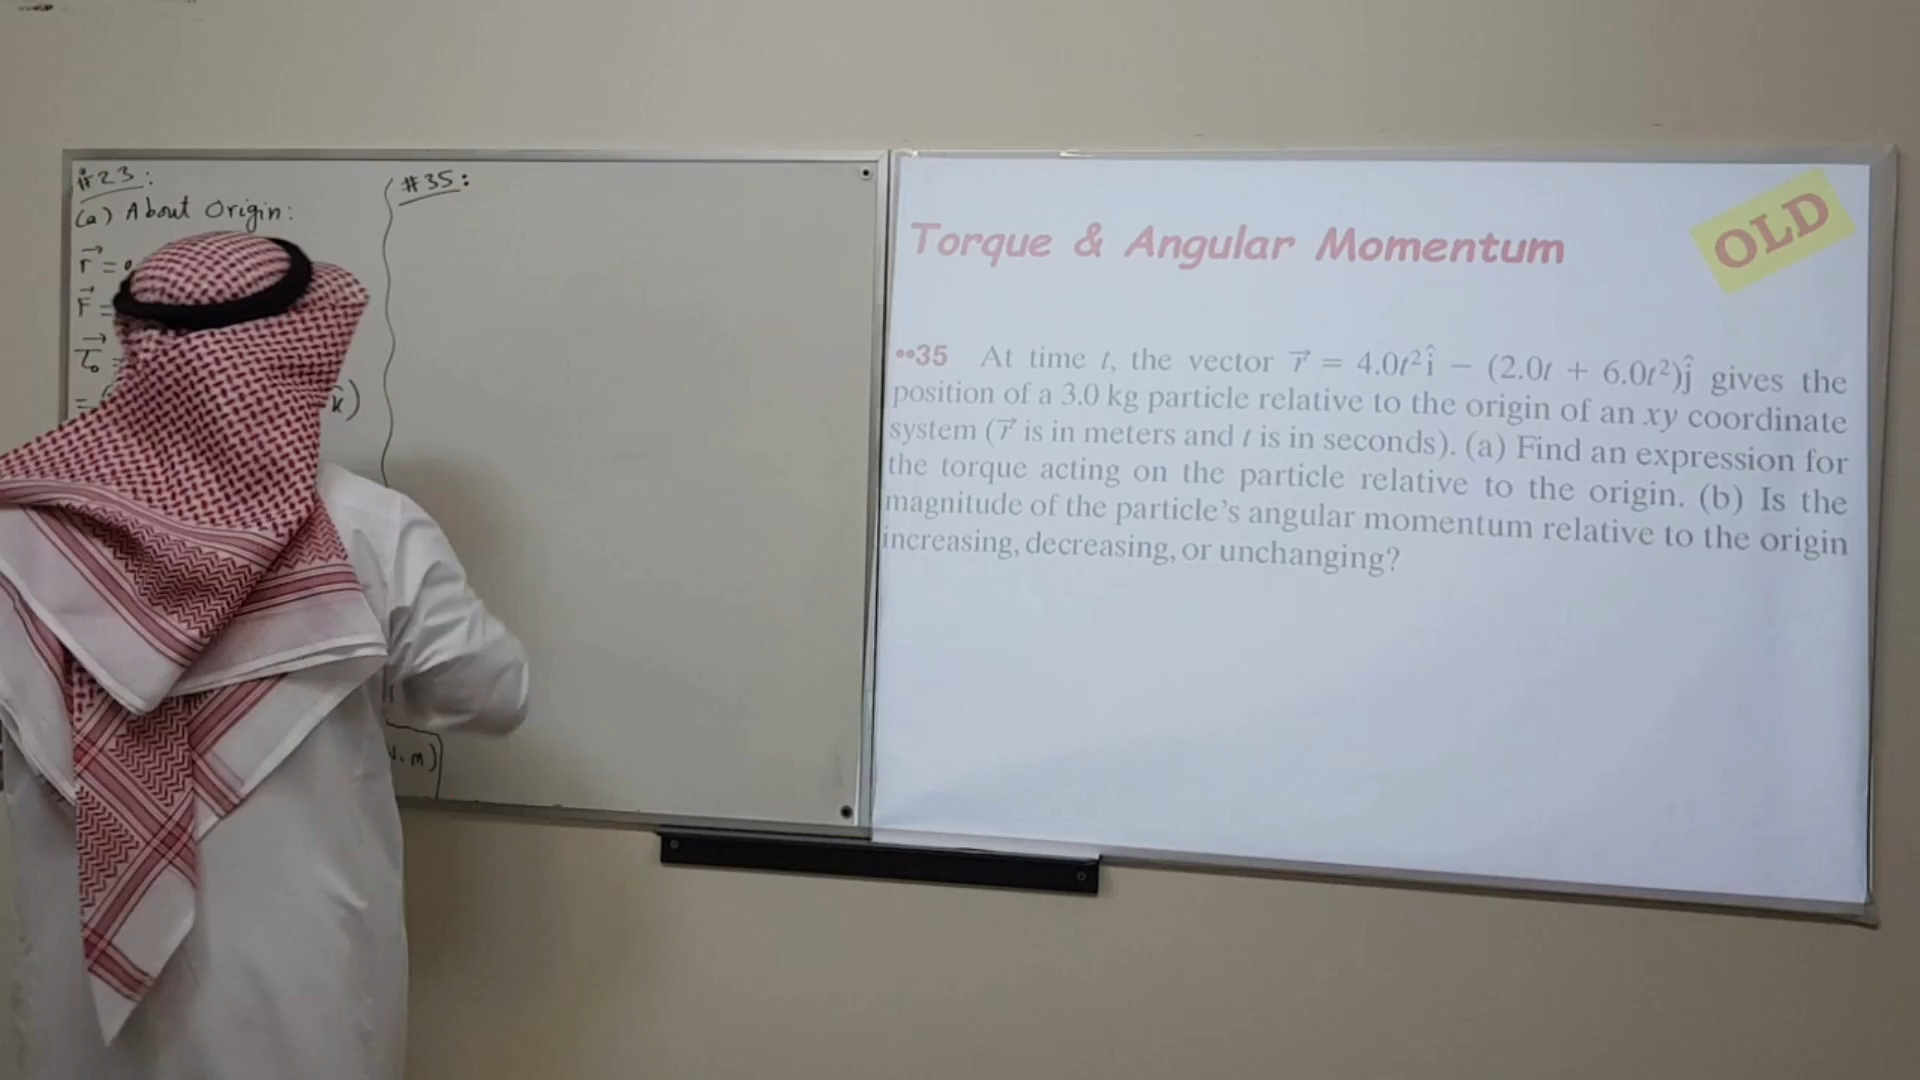 #23:
(a) About Origin:
r⃗ =
F⃗ =
τ⃗₀ =
= ( k̂)
.m)
#35:
Torque & Angular Momentum
OLD
••35 At time t, the vector r⃗ = 4.0t²î − (2.0t + 6.0t²)ĵ gives the
position of a 3.0 kg particle relative to the origin of an xy coordinate
system (r⃗ is in meters and t is in seconds). (a) Find an expression for
the torque acting on the particle relative to the origin. (b) Is the
magnitude of the particle's angular momentum relative to the origin
increasing, decreasing, or unchanging?